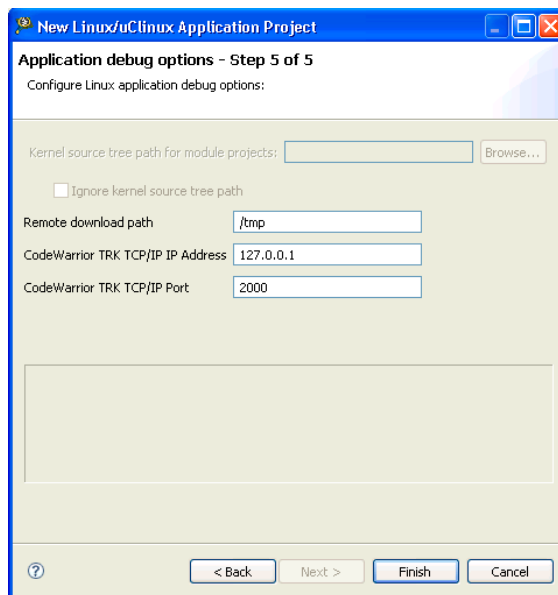 New Linux/uClinux Application Project
Application debug options - Step 5 of 5
Configure Linux application debug options:
Kernel source tree path for module projects:
Browse...
Ignore kernel source tree path
Remote download path
/tmp
CodeWarrior TRK TCP/IP IP Address
127.0.0.1
CodeWarrior TRK TCP/IP Port
2000
?
< Back
Next >
Finish
Cancel